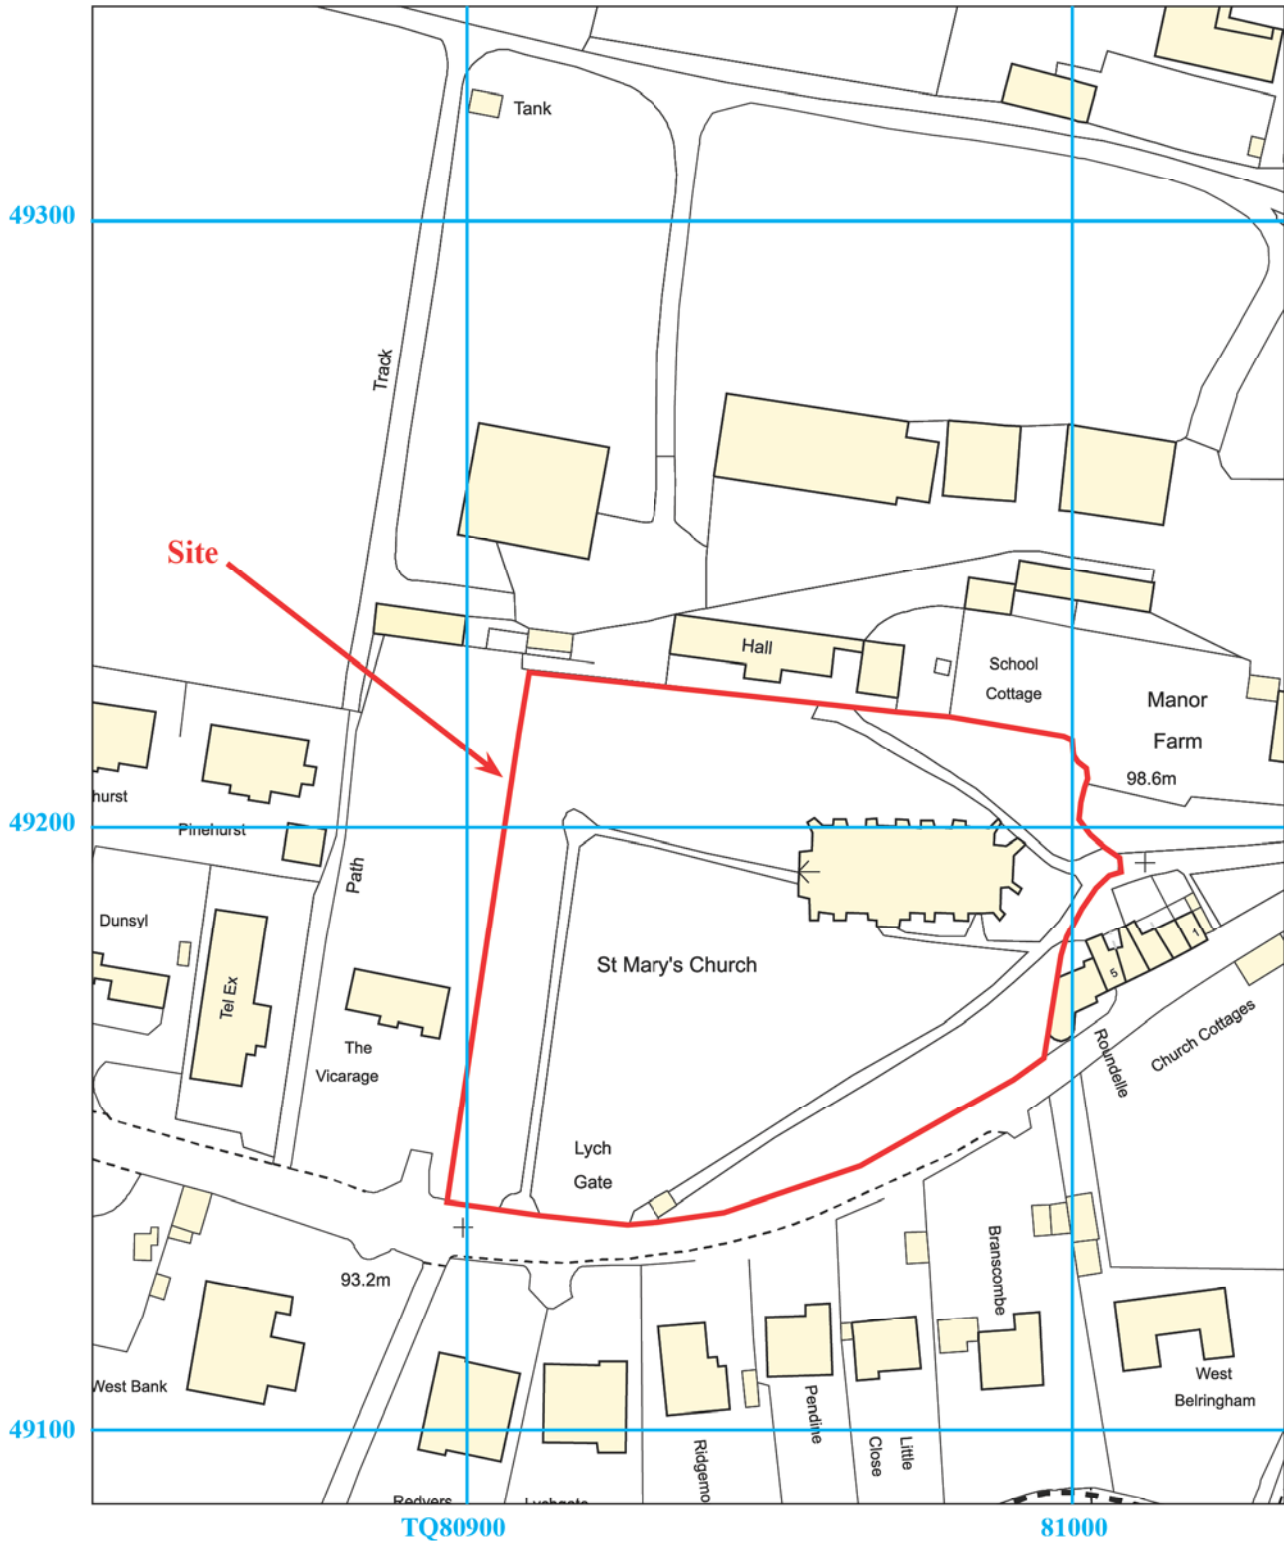 Tank
49300
Track
Site
Hall
School
Cottage
Manor
Farm
98.6m
hurst
Pinehurst
49200
Path
Dunsyl
Tel Ex
St Mary's Church
1
5
The
Vicarage
Roundelle
Church Cottages
Lych
Gate
93.2m
Branscombe
West Bank
West
Belringham
Pendine
Little
Close
49100
Ridgemo
Redvers
Lychgate
TQ80900
81000